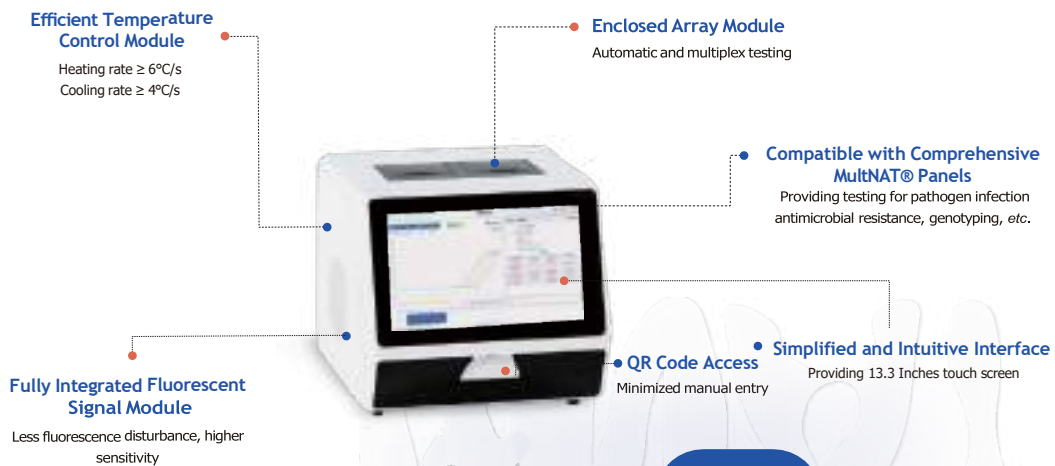 Efficient Temperature
Control Module
Heating rate ≥ 6°C/s
Cooling rate ≥ 4°C/s
Enclosed Array Module
Automatic and multiplex testing
Compatible with Comprehensive
MultNAT® Panels
Providing testing for pathogen infection
antimicrobial resistance, genotyping, etc.
Simplified and Intuitive Interface
Providing 13.3 Inches touch screen
QR Code Access
Minimized manual entry
Fully Integrated Fluorescent
Signal Module
Less fluorescence disturbance, higher
sensitivity